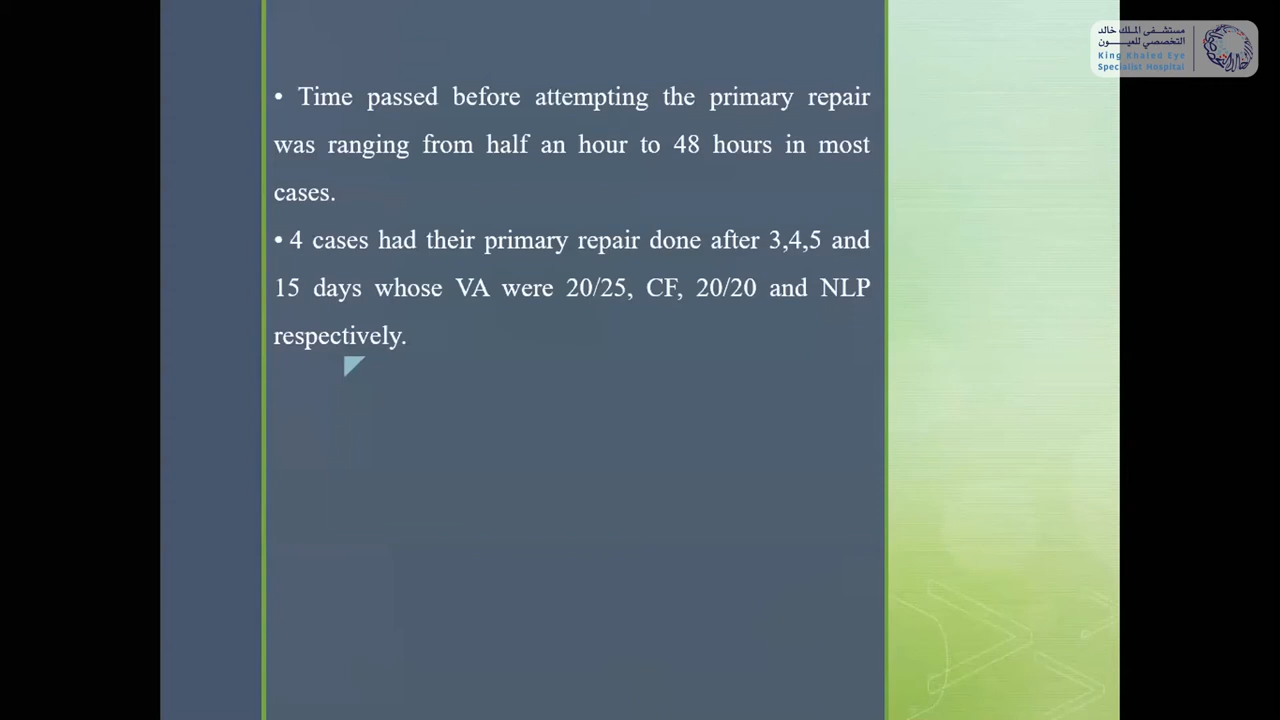 مستشفى الملك خالد
التخصصي للعيون
King Khaled Eye
Specialist Hospital
• Time passed before attempting the primary repair
was ranging from half an hour to 48 hours in most
cases.
• 4 cases had their primary repair done after 3,4,5 and
15 days whose VA were 20/25, CF, 20/20 and NLP
respectively.